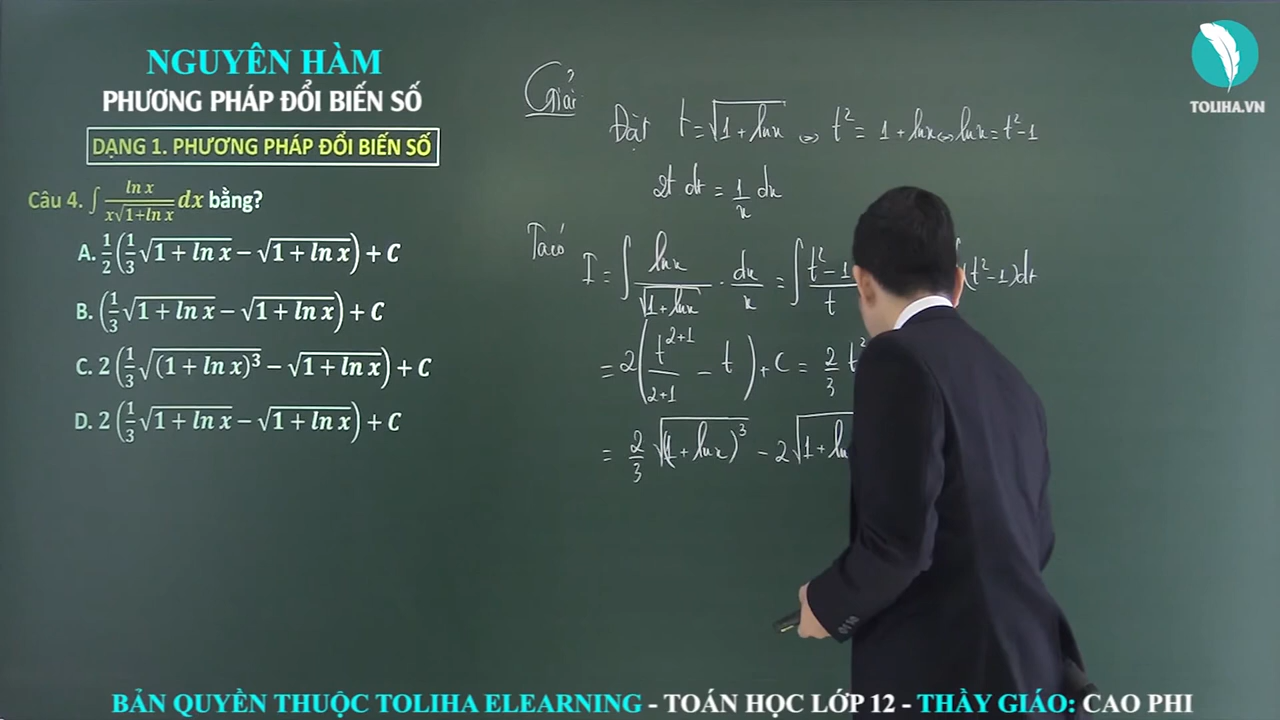 NGUYÊN HÀM
PHƯƠNG PHÁP ĐỔI BIẾN SỐ
DẠNG 1. PHƯƠNG PHÁP ĐỔI BIẾN SỐ
Câu 4. ∫ ln x / (x√(1+ln x)) dx bằng?
A. 1/2 (1/3 √(1 + ln x) − √(1 + ln x)) + C
B. (1/3 √(1 + ln x) − √(1 + ln x)) + C
C. 2 (1/3 √((1 + ln x)³) − √(1 + ln x)) + C
D. 2 (1/3 √(1 + ln x) − √(1 + ln x)) + C
Giải
Đặt t = √(1 + lnx) ⇔ t² = 1 + lnx ⇔ lnx = t² - 1
2t dt = 1/x dx
Ta có
I = ∫ lnx / √(1 + lnx) . dx/x = ∫ (t² - 1)/t (t² - 1)dt
= 2(t^(2+1)/(2+1) - t) + C = 2/3 t
= 2/3 √((1 + lnx)³) - 2√(1 + ln
TOLIHA.VN
BẢN QUYỀN THUỘC TOLIHA ELEARNING - TOÁN HỌC LỚP 12 - THẦY GIÁO: CAO PHI